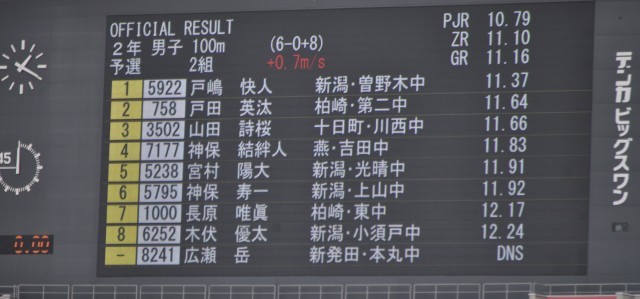 OFFICIAL RESULT
２年 男子 100m (6-0+8)
予選 2組 +0.7m/s
PJR 10.79
ZR 11.10
GR 11.16
1 5922 戸嶋 快人 新潟・曽野木中 11.37
2 758 戸田 英汰 柏崎・第二中 11.64
3 3502 山田 詩桜 十日町・川西中 11.66
4 7177 神保 結絆人 燕・吉田中 11.83
5 5238 宮村 陽大 新潟・光晴中 11.91
6 5795 神保 寿一 新潟・上山中 11.92
7 1000 長原 唯眞 柏崎・東中 12.17
8 6252 木伏 優太 新潟・小須戸中 12.24
- 8241 広瀬 岳 新発田・本丸中 DNS
デンカビッグスワン
45
0.00